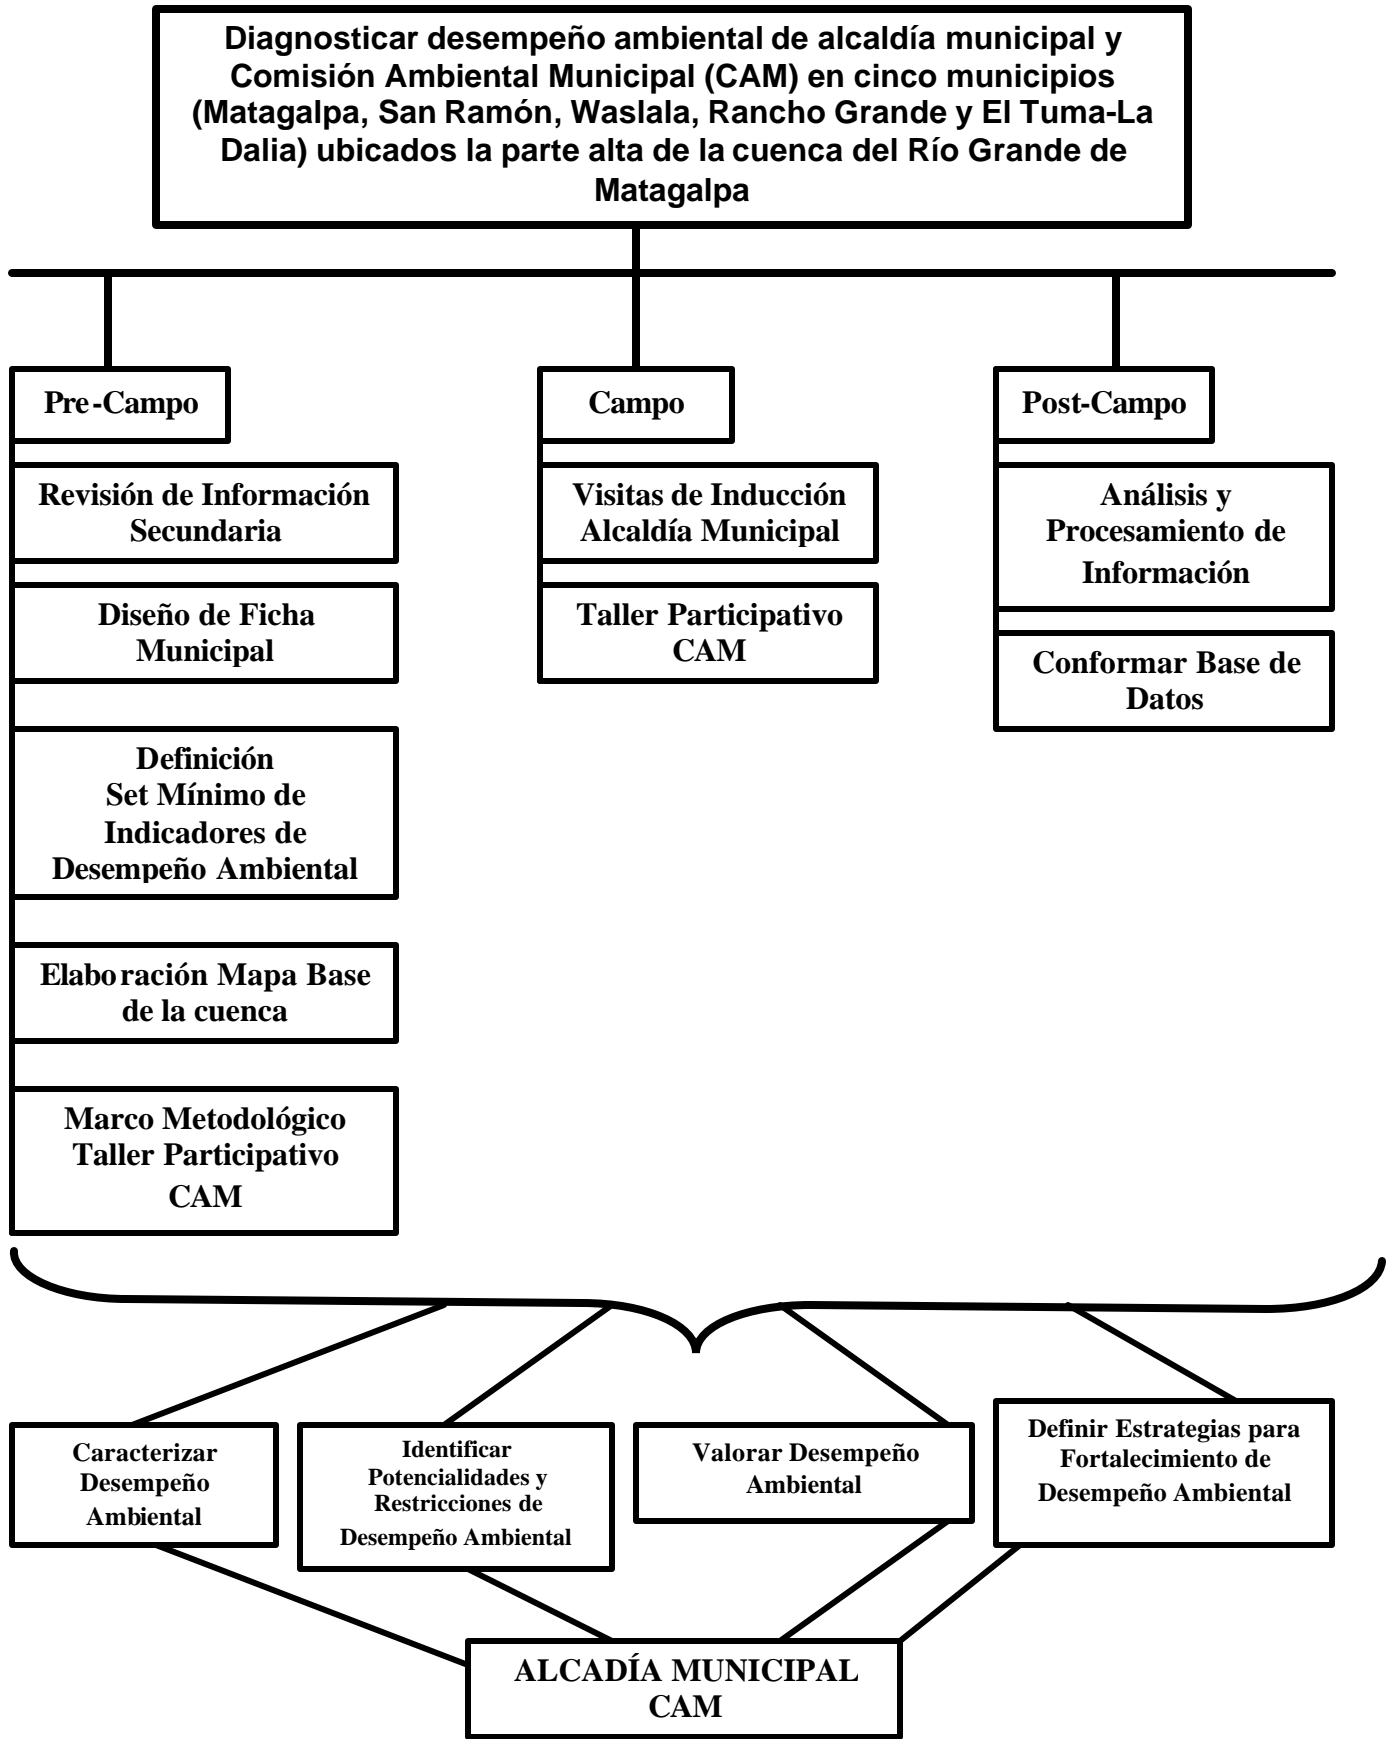 Diagnosticar desempeño ambiental de alcaldía municipal y
Comisión Ambiental Municipal (CAM) en cinco municipios
(Matagalpa, San Ramón, Waslala, Rancho Grande y El Tuma-La
Dalia) ubicados la parte alta de la cuenca del Río Grande de
Matagalpa
Pre-Campo
Revisión de Información
Secundaria
Diseño de Ficha
Municipal
Definición
Set Mínimo de
Indicadores de
Desempeño Ambiental
Elaboración Mapa Base
de la cuenca
Marco Metodológico
Taller Participativo
CAM
Campo
Visitas de Inducción
Alcaldía Municipal
Taller Participativo
CAM
Post-Campo
Análisis y
Procesamiento de
Información
Conformar Base de
Datos
Caracterizar
Desempeño
Ambiental
Identificar
Potencialidades y
Restricciones de
Desempeño Ambiental
Valorar Desempeño
Ambiental
Definir Estrategias para
Fortalecimiento de
Desempeño Ambiental
ALCADÍA MUNICIPAL
CAM